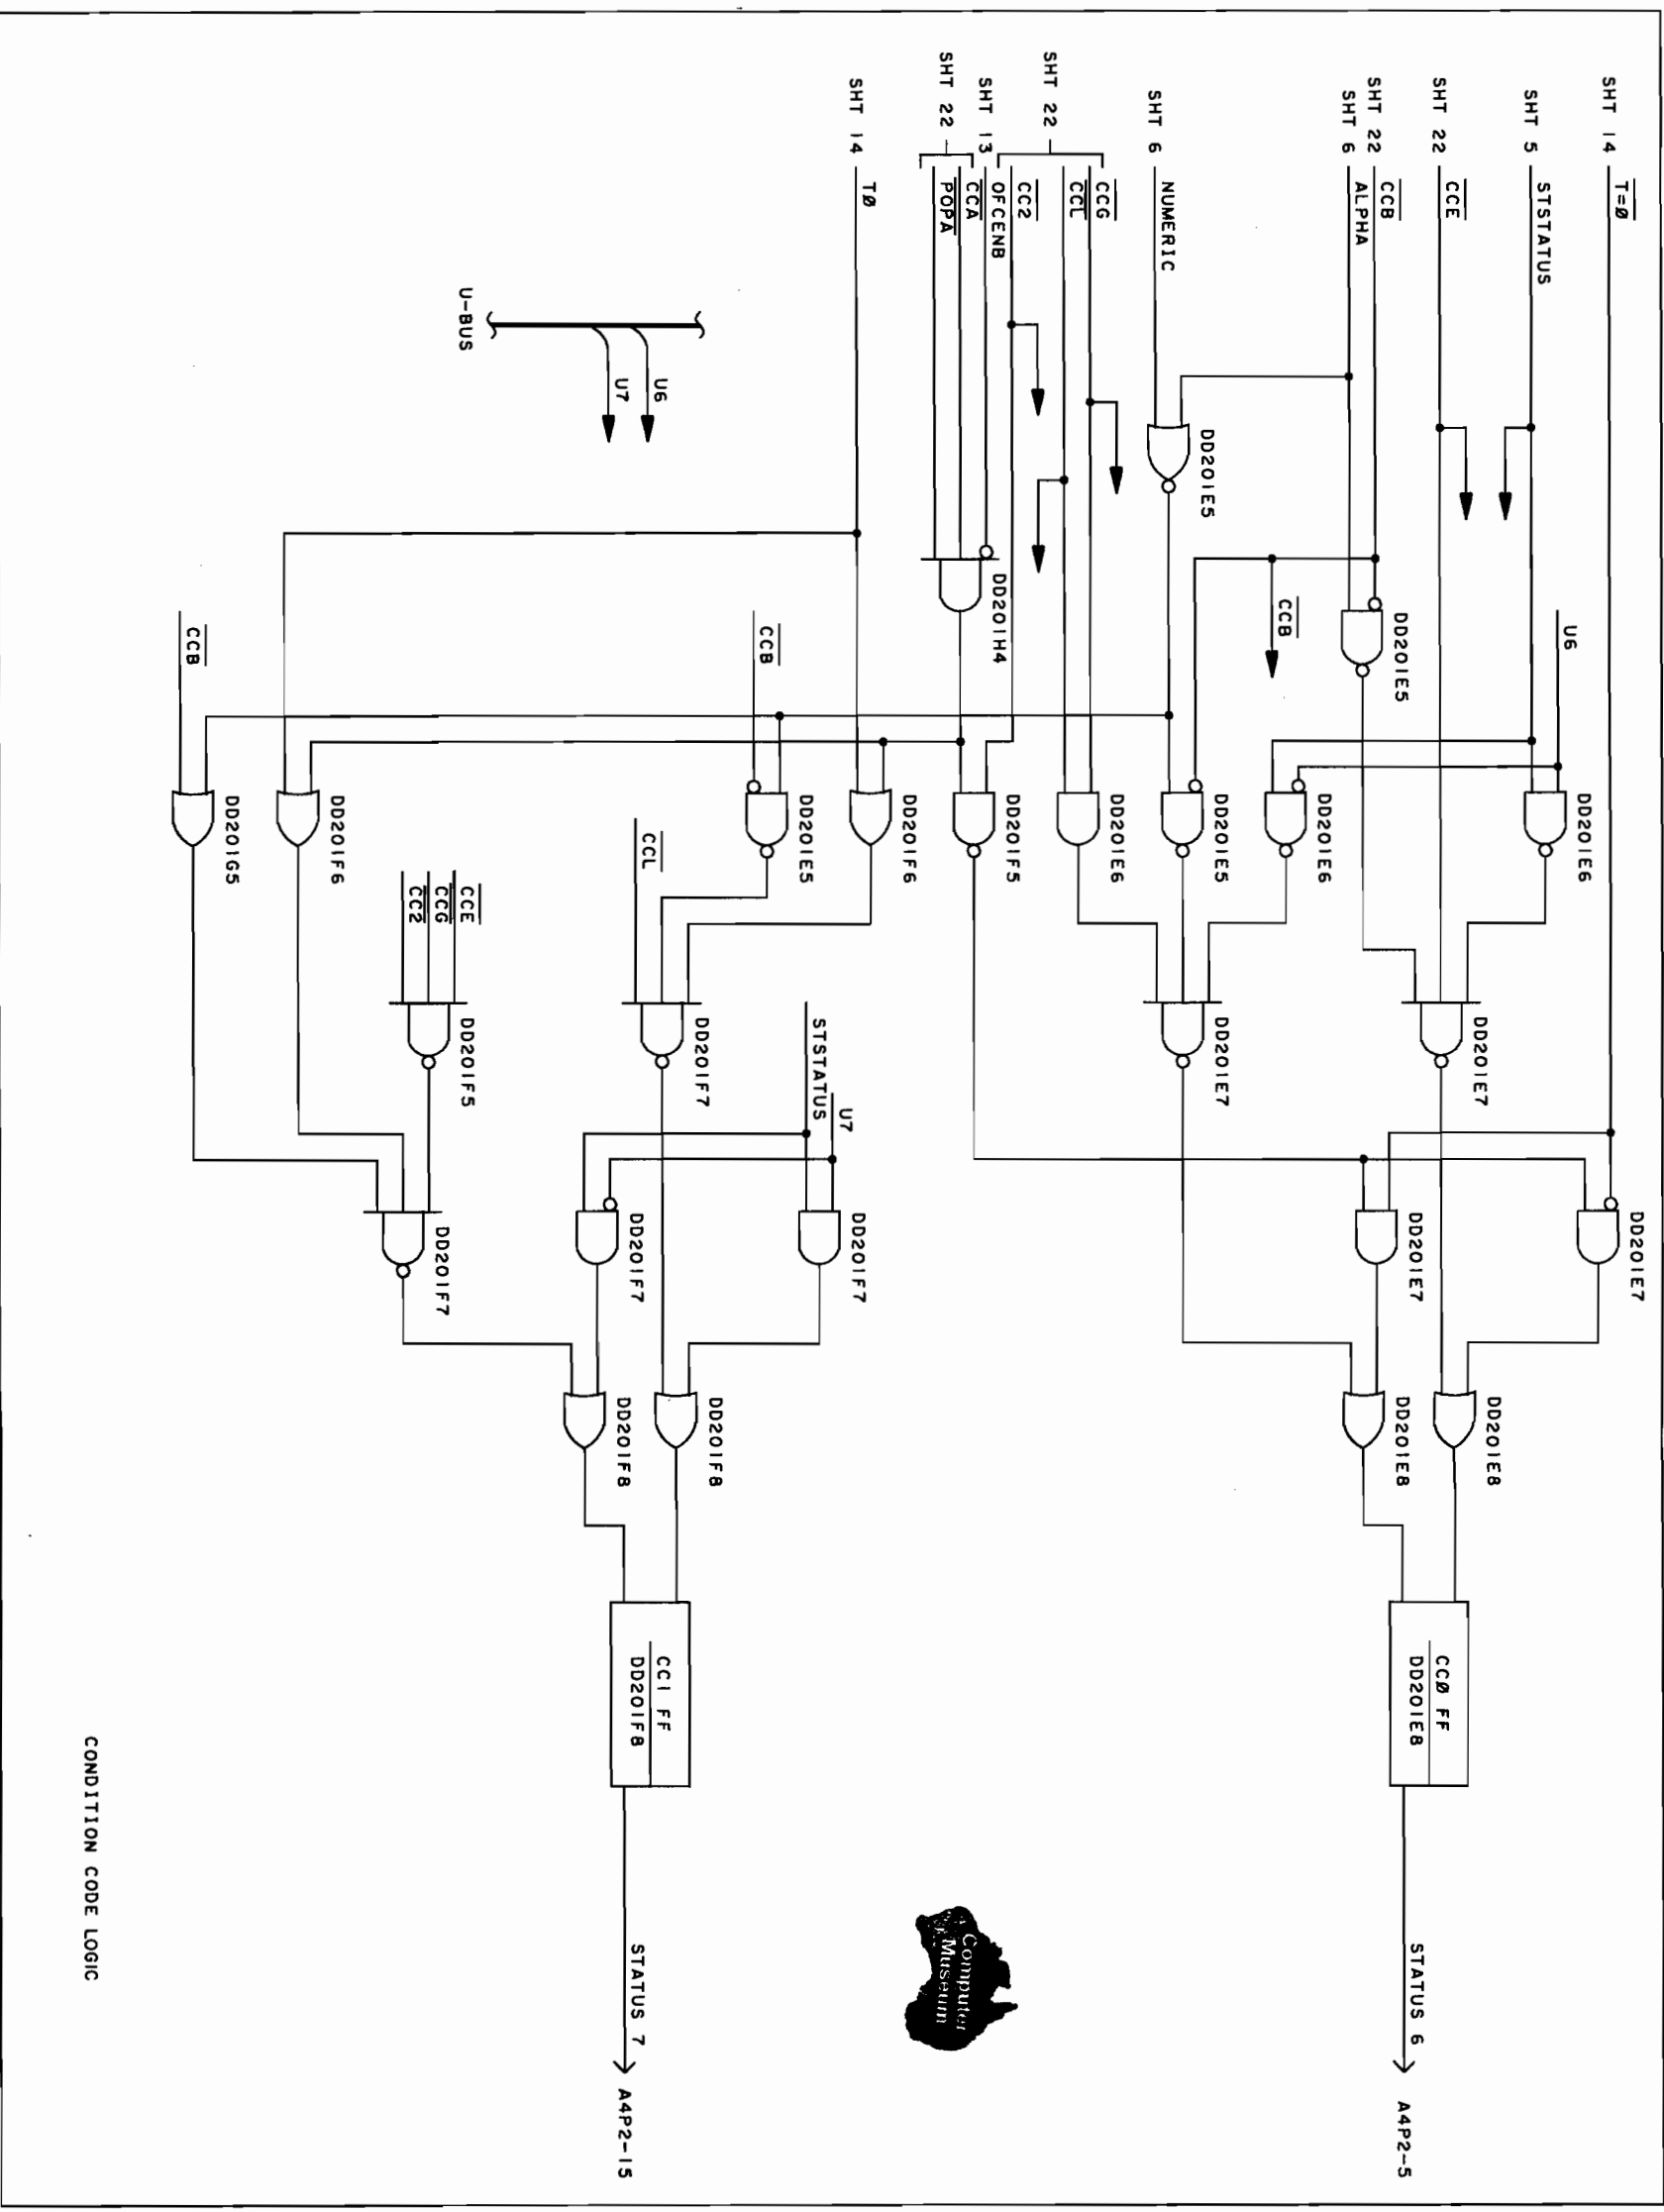 DD201E7
SHT 14
T=Ø
DD201E6
U6
SHT 5
STSTATUS
DD201E8
DD201E7
SHT 22
CCE
CCØ FF
DD201E8
STATUS 6
A4P2-5
SHT 22
CCB
SHT 6
ALPHA
DD201E5
DD201E7
DD201E8
DD201E6
CCB
DD201E5
DD201E5
DD201E7
SHT 6
NUMERIC
DD201E6
SHT 22
CCG
CCL
CC2
SHT 13
OFCENB
DD201H4
DD201F5
SHT 22
CCA
POPA
Computer
Museum
SHT 14
TØ
DD201F6
DD201F7
U7
STSTATUS
DD201E5
CCB
DD201F7
DD201F8
U6
U7
CCL
CC1 FF
DD201F8
STATUS 7
A4P2-15
DD201F7
DD201F8
U-BUS
CCE
CCG
CC2
DD201F5
DD201F7
DD201F6
DD201G5
CCB
CONDITION CODE LOGIC